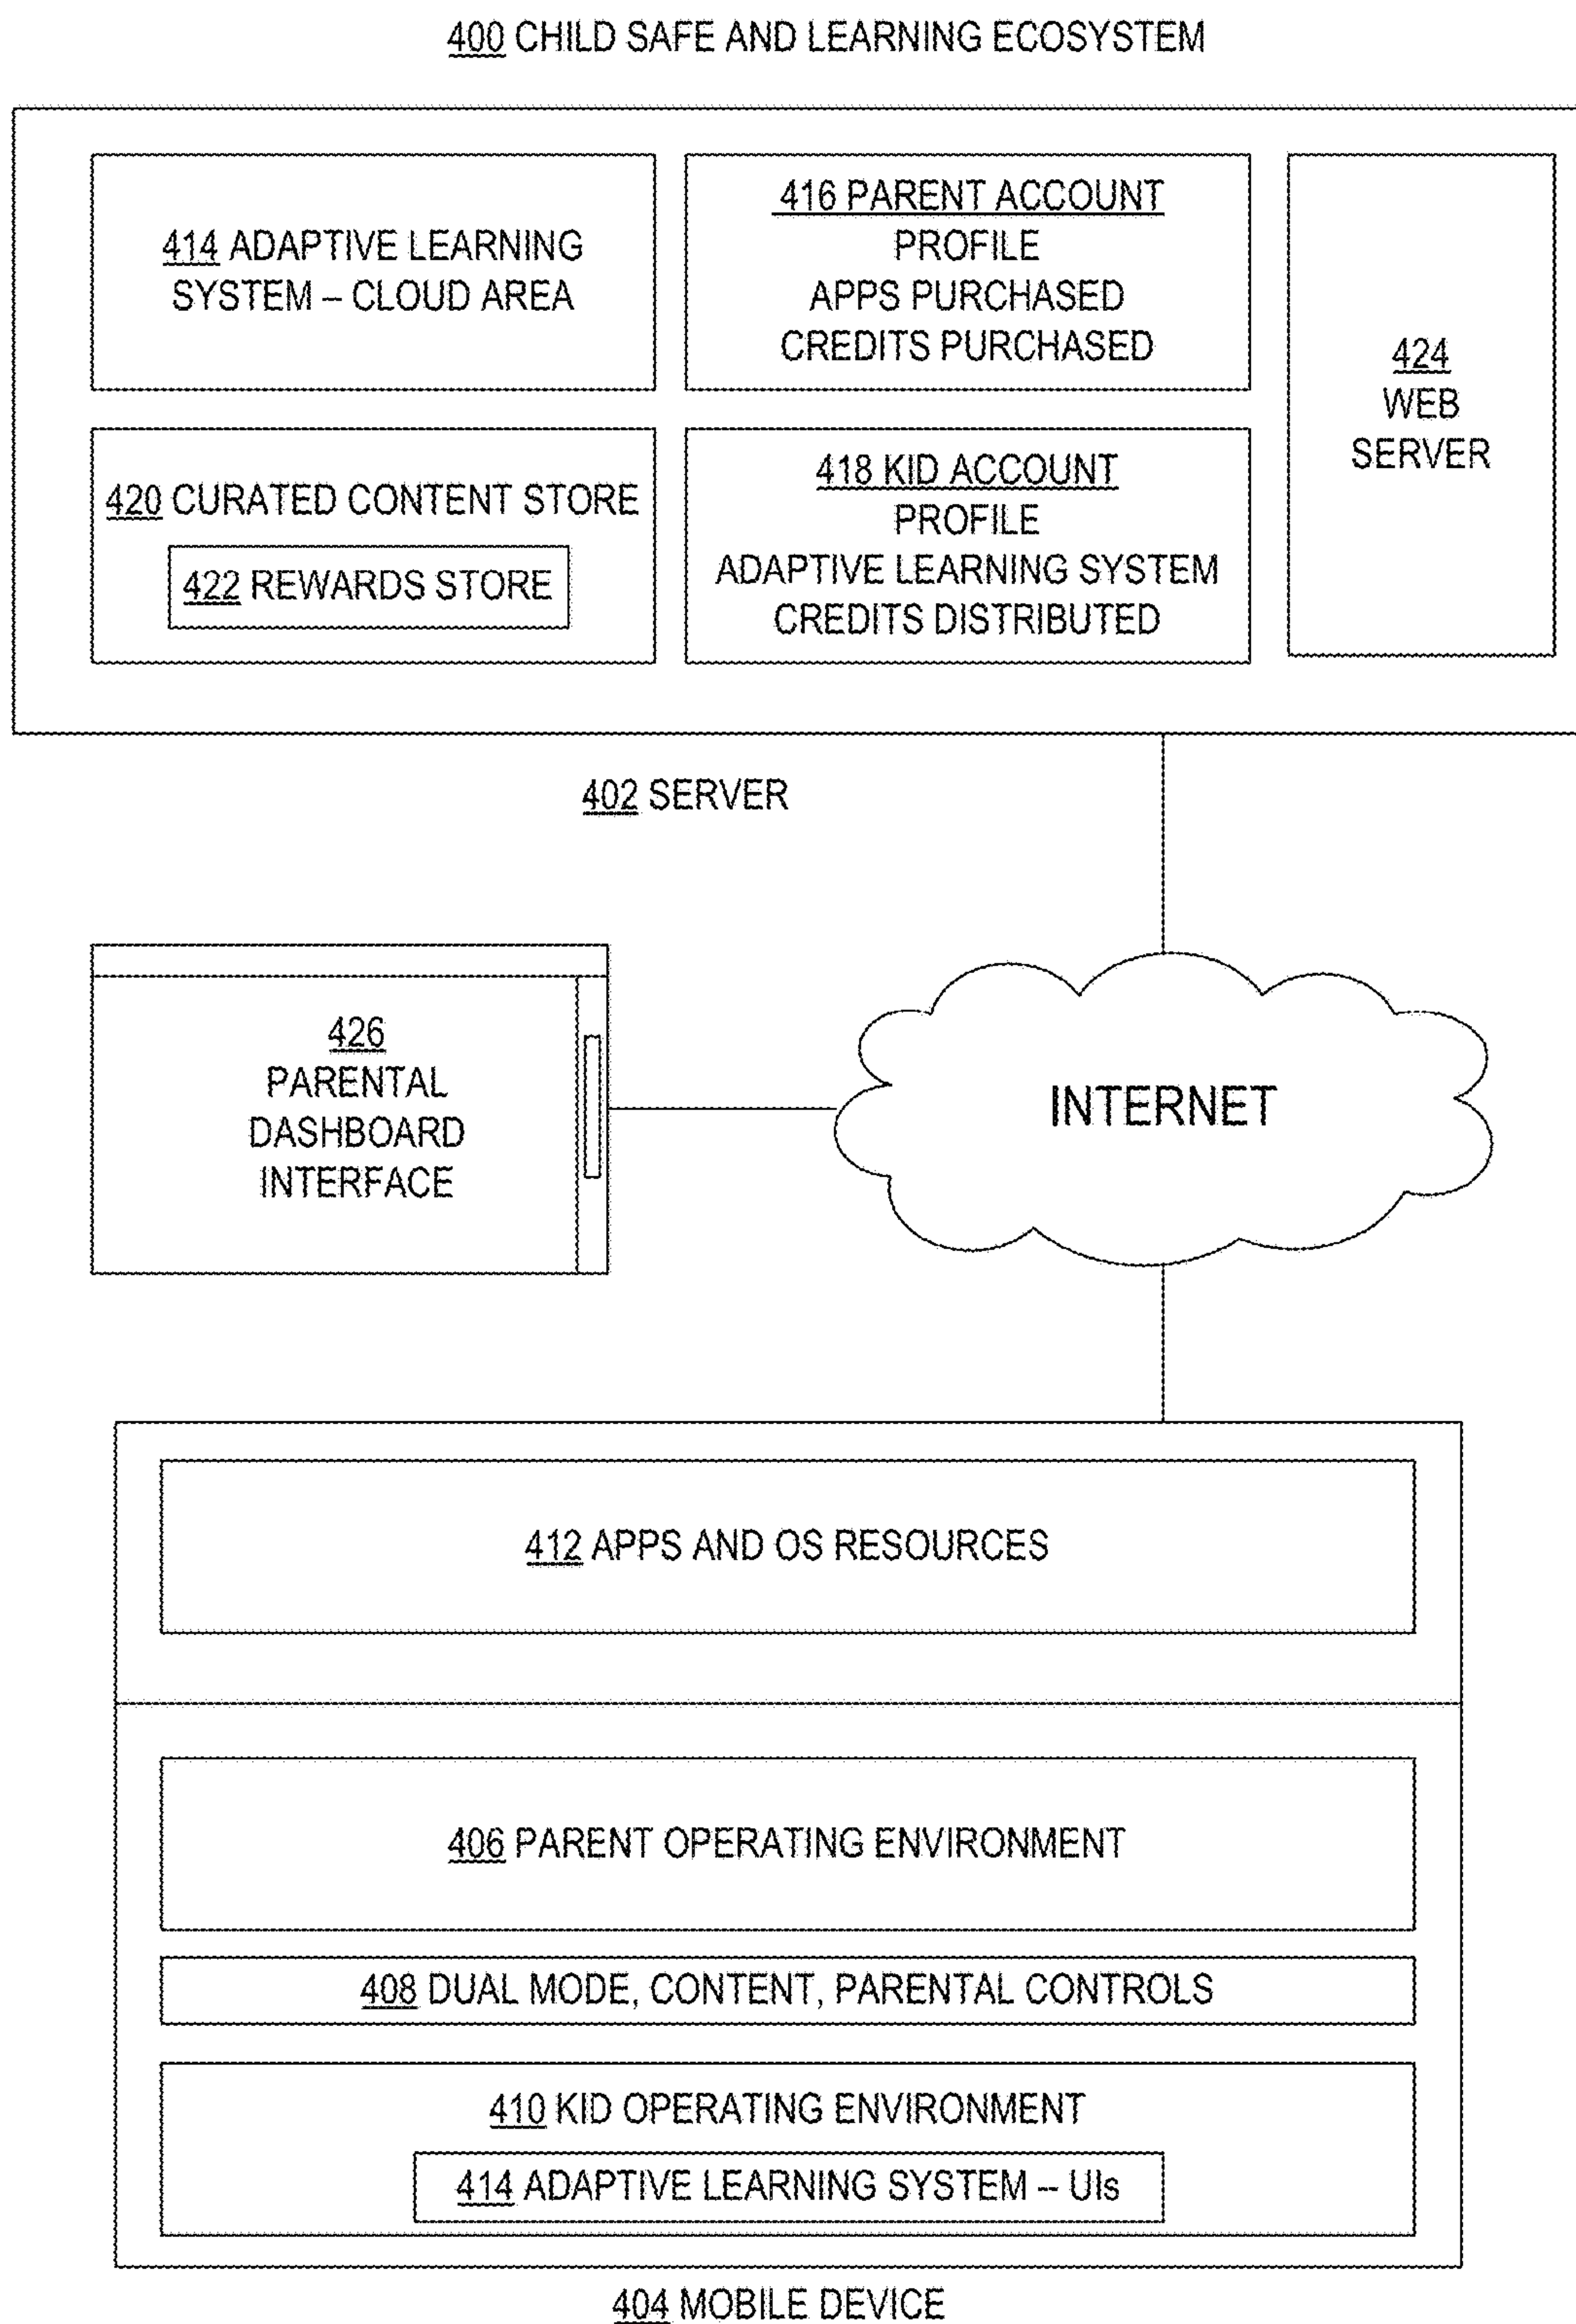 400 CHILD SAFE AND LEARNING ECOSYSTEM
414 ADAPTIVE LEARNING
SYSTEM – CLOUD AREA
416 PARENT ACCOUNT
PROFILE
APPS PURCHASED
CREDITS PURCHASED
424
WEB
SERVER
420 CURATED CONTENT STORE
422 REWARDS STORE
418 KID ACCOUNT
PROFILE
ADAPTIVE LEARNING SYSTEM
CREDITS DISTRIBUTED
402 SERVER
426
PARENTAL
DASHBOARD
INTERFACE
INTERNET
412 APPS AND OS RESOURCES
406 PARENT OPERATING ENVIRONMENT
408 DUAL MODE, CONTENT, PARENTAL CONTROLS
410 KID OPERATING ENVIRONMENT
414 ADAPTIVE LEARNING SYSTEM – UIs
404 MOBILE DEVICE